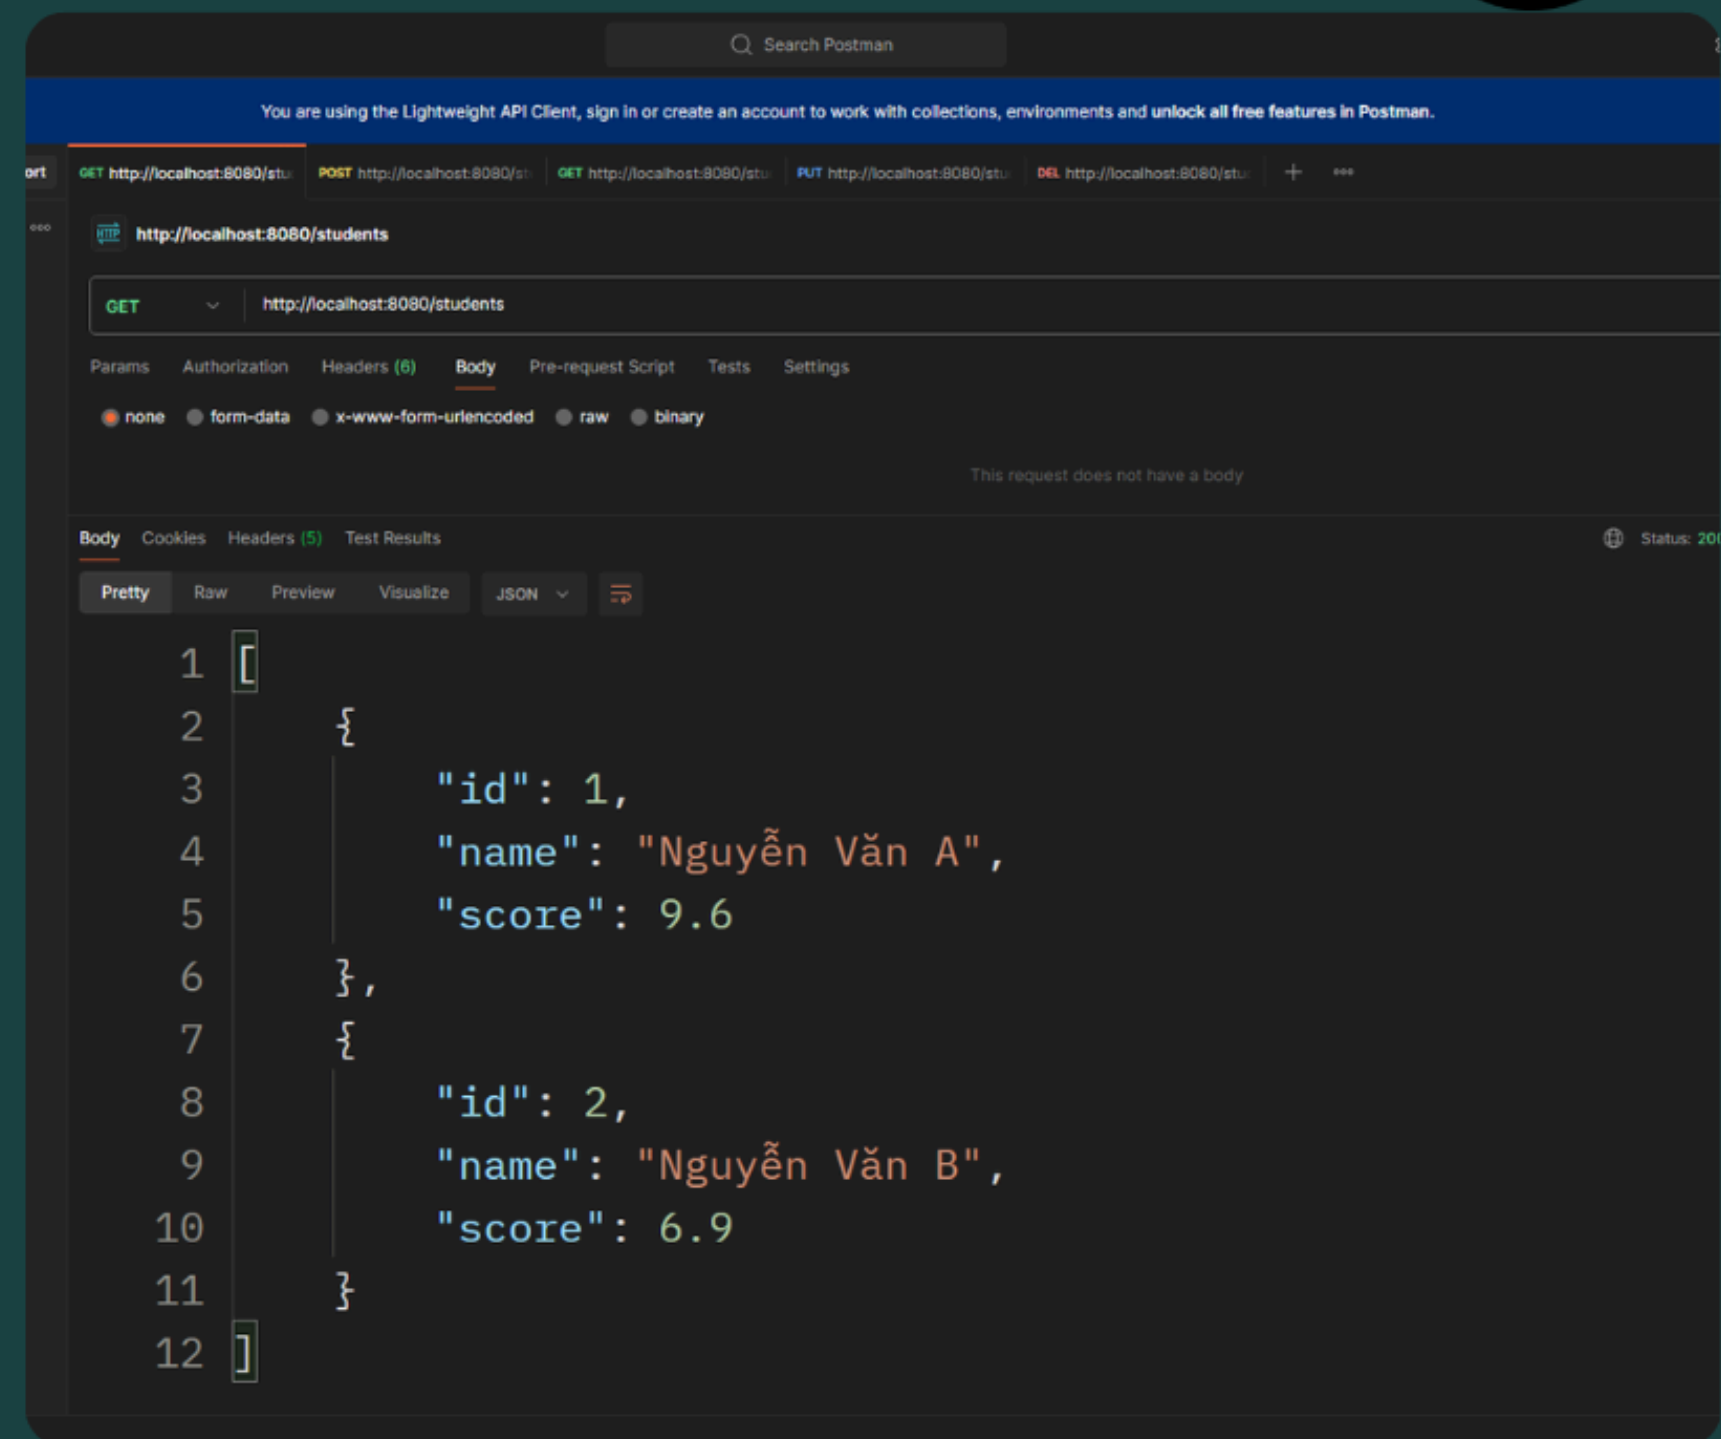 Search Postman
You are using the Lightweight API Client, sign in or create an account to work with collections, environments and unlock all free features in Postman.
ort GET http://localhost:8080/stu POST http://localhost:8080/st GET http://localhost:8080/stu PUT http://localhost:8080/stu DEL http://localhost:8080/stu
HTTP http://localhost:8080/students
GET http://localhost:8080/students
Params Authorization Headers (6) Body Pre-request Script Tests Settings
none form-data x-www-form-urlencoded raw binary
This request does not have a body
Body Cookies Headers (5) Test Results Status: 200
Pretty Raw Preview Visualize JSON
1 [
2 {
3 "id": 1,
4 "name": "Nguyễn Văn A",
5 "score": 9.6
6 },
7 {
8 "id": 2,
9 "name": "Nguyễn Văn B",
10 "score": 6.9
11 }
12 ]